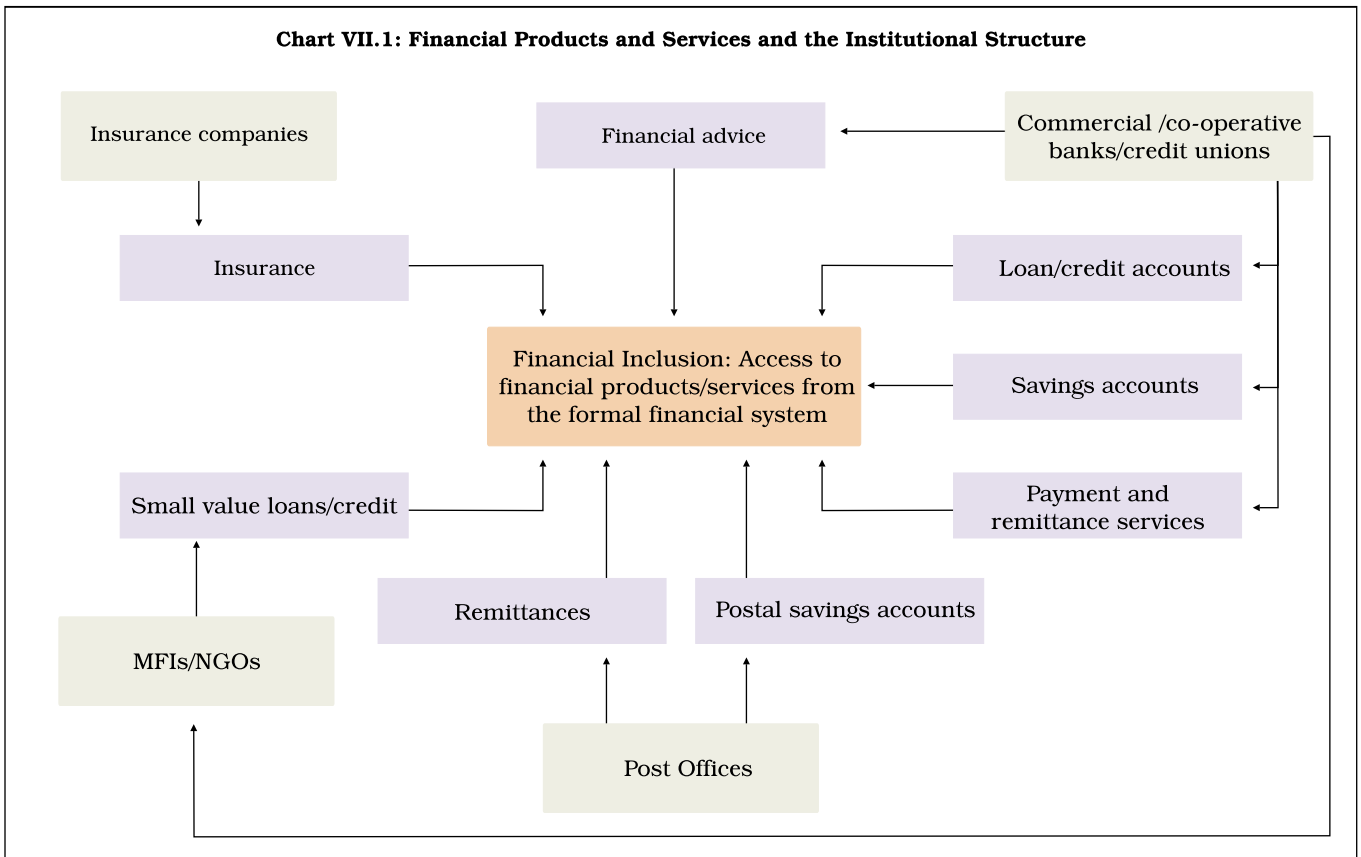 Chart VII.1: Financial Products and Services and the Institutional Structure
Insurance companies
Financial advice
Commercial /co-operative
banks/credit unions
Insurance
Loan/credit accounts
Financial Inclusion: Access to
financial products/services from
the formal financial system
Savings accounts
Small value loans/credit
Payment and
remittance services
Remittances
Postal savings accounts
MFIs/NGOs
Post Offices